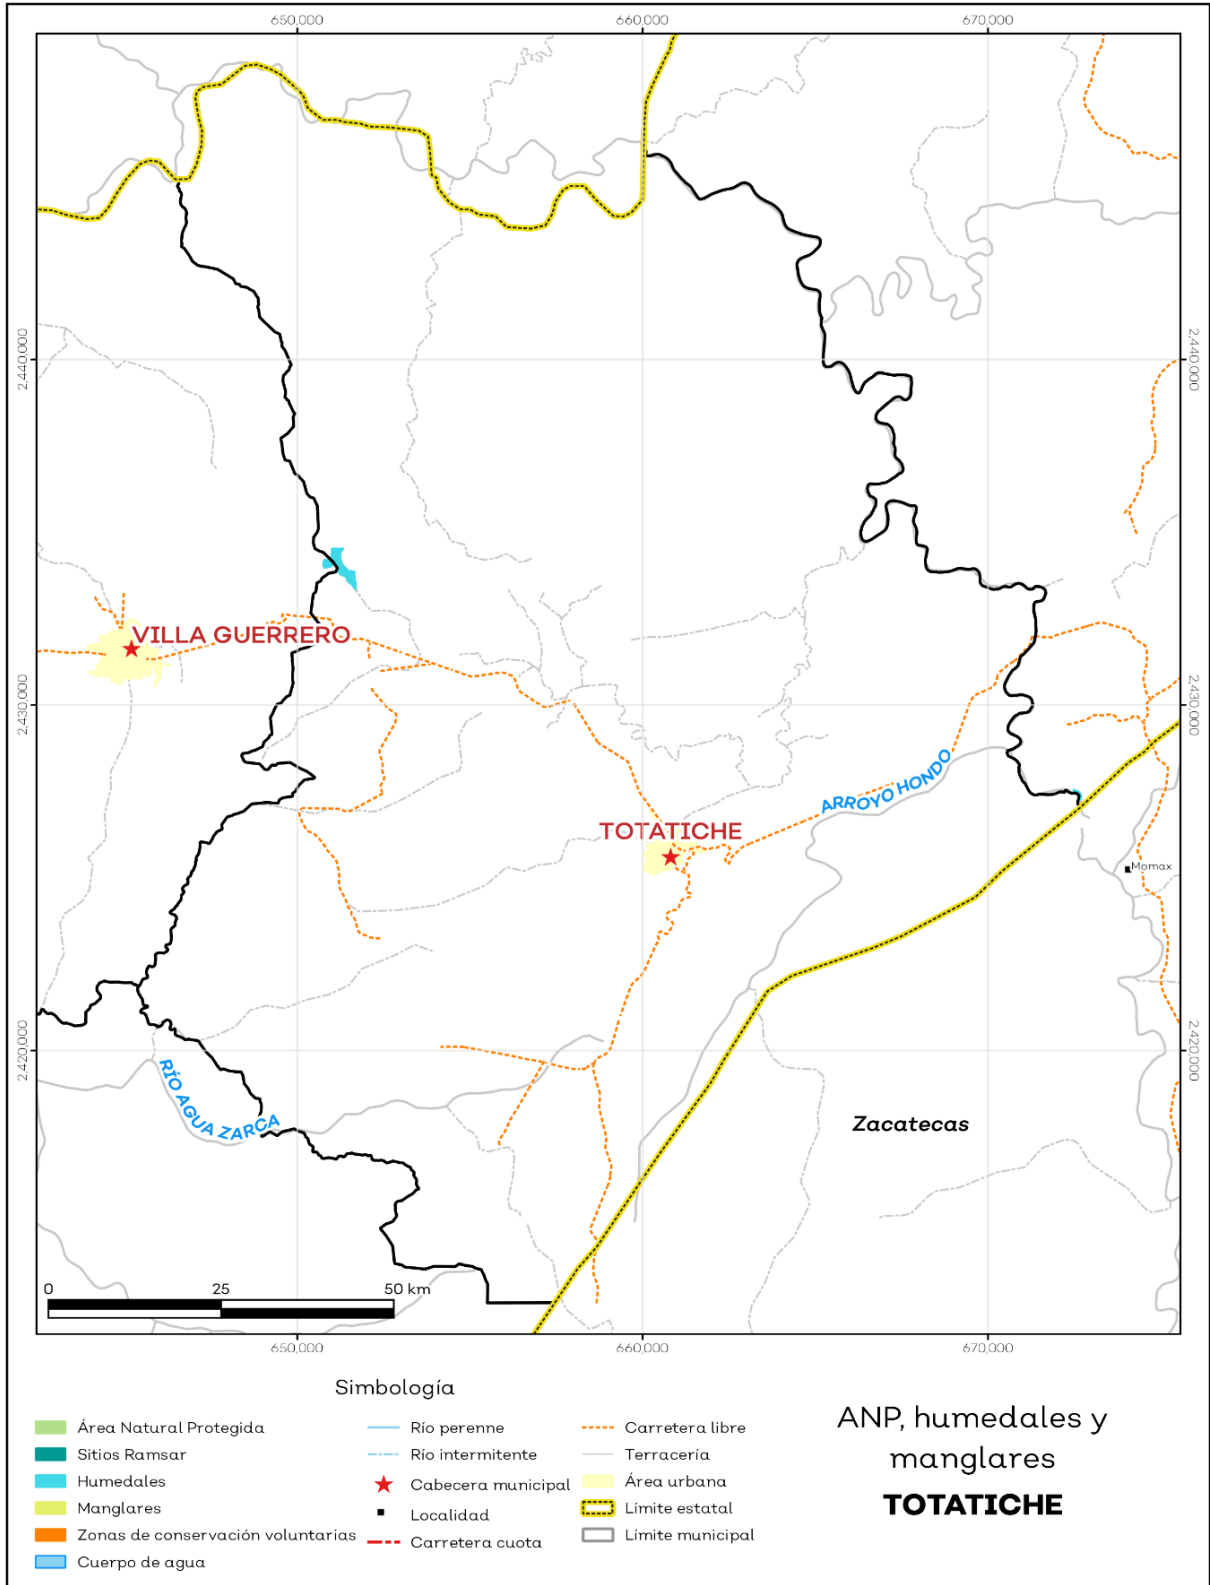 650,000
660,000
670,000
2,440,000
2,440,000
VILLA GUERRERO
2,430,000
2,430,000
ARROYO HONDO
TOTATICHE
Momax
2,420,000
2,420,000
RÍO AGUA ZARCA
Zacatecas
0 25 50 km
650,000
660,000
670,000
Simbología
Área Natural Protegida
Sitios Ramsar
Humedales
Manglares
Zonas de conservación voluntarias
Cuerpo de agua
Río perenne
Río intermitente
Cabecera municipal
Localidad
Carretera cuota
Carretera libre
Terracería
Área urbana
Límite estatal
Límite municipal
ANP, humedales y
manglares
TOTATICHE